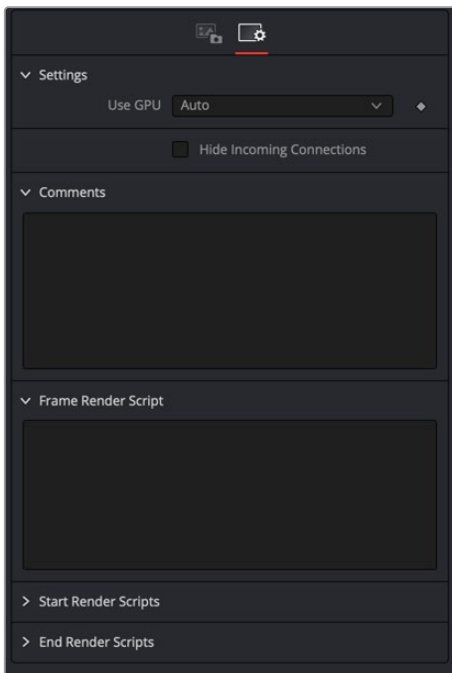 Settings
Use GPU Auto
Hide Incoming Connections
Comments
Frame Render Script
Start Render Scripts
End Render Scripts